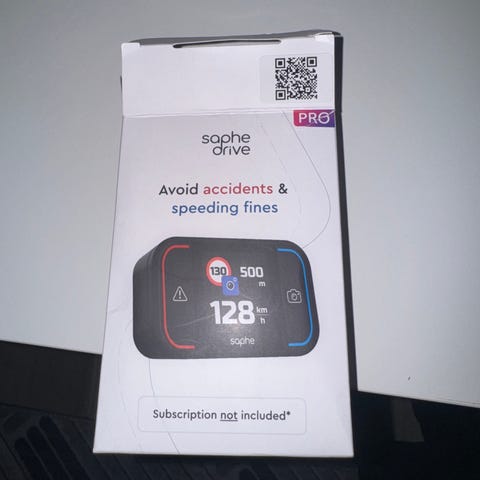 PRO
saphe
drive
Avoid accidents &
speeding fines
130 500
m
128 km
h
saphe
Subscription not included*